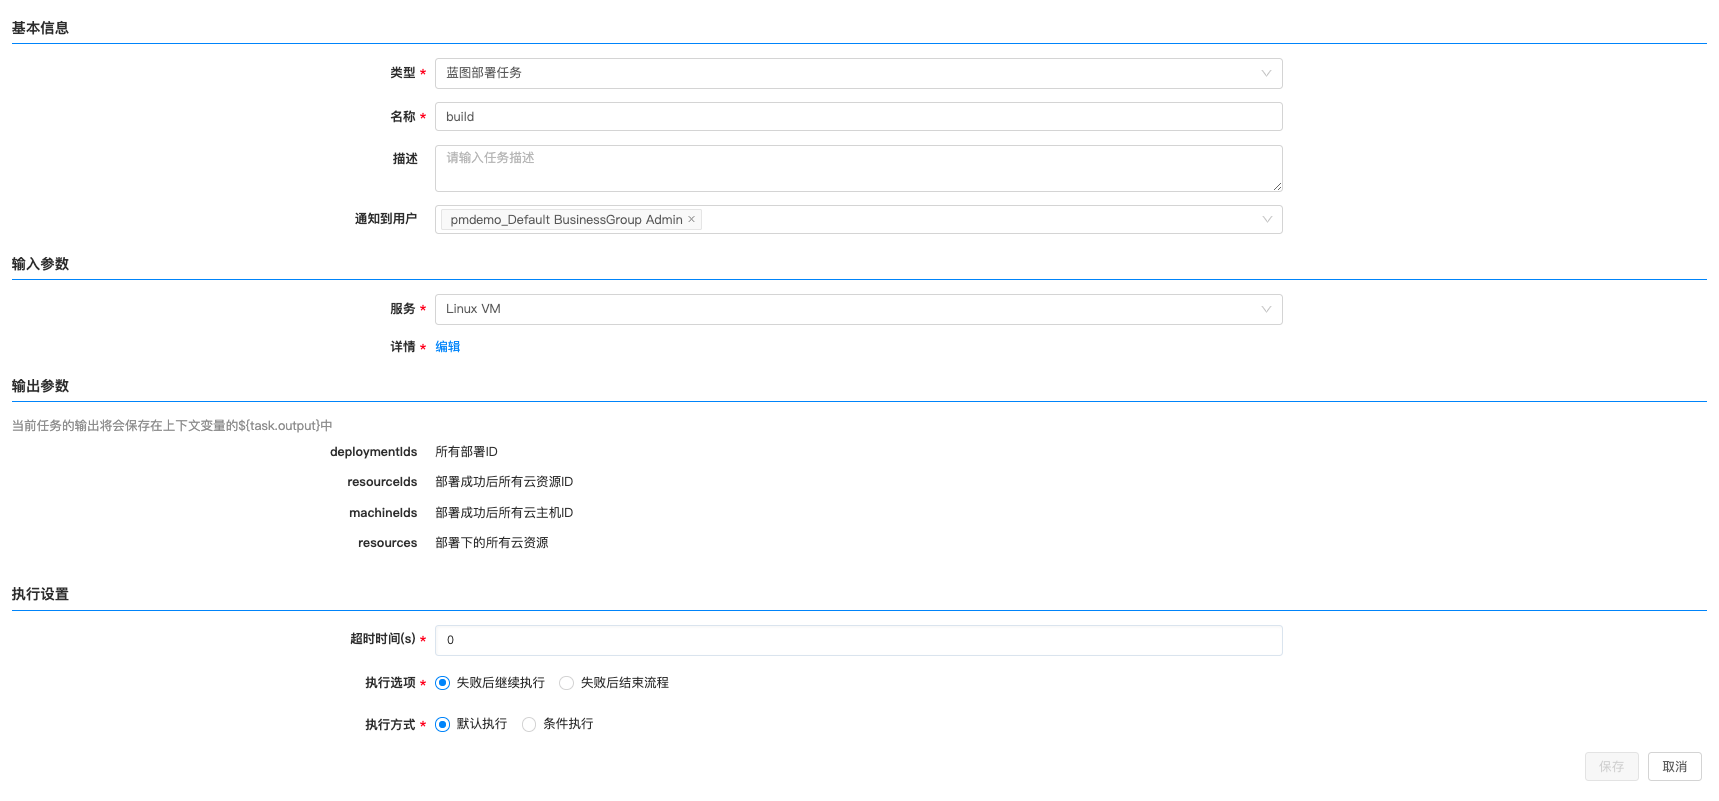 基本信息
类型 * 蓝图部署任务
名称 * build
描述 请输入任务描述
通知到用户 pmdemo_Default BusinessGroup Admin ×
输入参数
服务 * Linux VM
详情 * 编辑
输出参数
当前任务的输出将会保存在上下文变量的${task.output}中
deploymentIds 所有部署ID
resourceIds 部署成功后所有云资源ID
machineIds 部署成功后所有云主机ID
resources 部署下的所有云资源
执行设置
超时时间(s) * 0
执行选项 * 失败后继续执行 失败后结束流程
执行方式 * 默认执行 条件执行
保存 取消